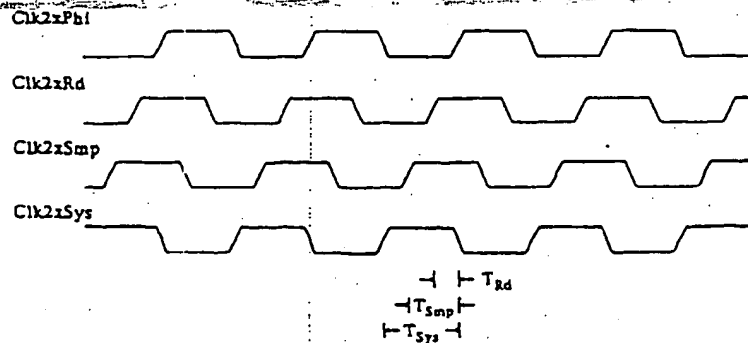 Clk2xPhi
Clk2xRd
Clk2xSmp
Clk2xSys
T_Rd
T_Smp
T_Sys